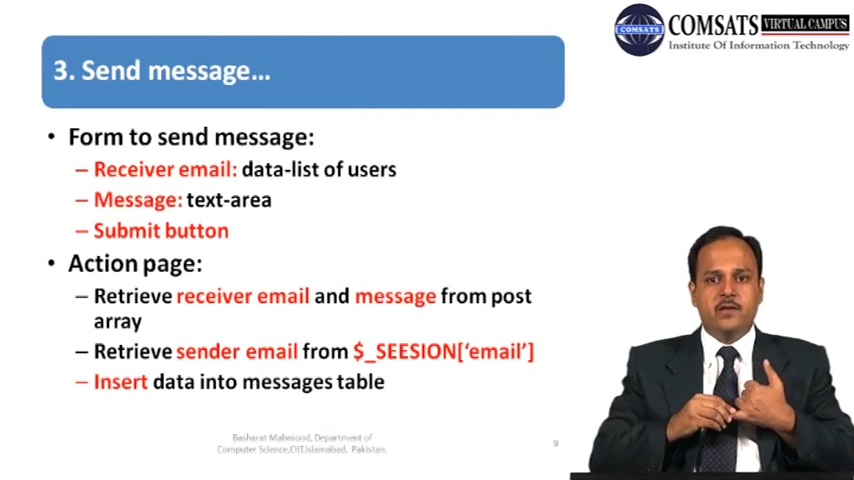 COMSATS VIRTUAL CAMPUS
Institute Of Information Technology
COMSATS
3. Send message…
• Form to send message:
– Receiver email: data-list of users
– Message: text-area
– Submit button
• Action page:
– Retrieve receiver email and message from post
array
– Retrieve sender email from $_SEESION[‘email’]
– Insert data into messages table
Basharat Mahmood, Department of
Computer Science,CIIT,Islamabad, Pakistan.
9